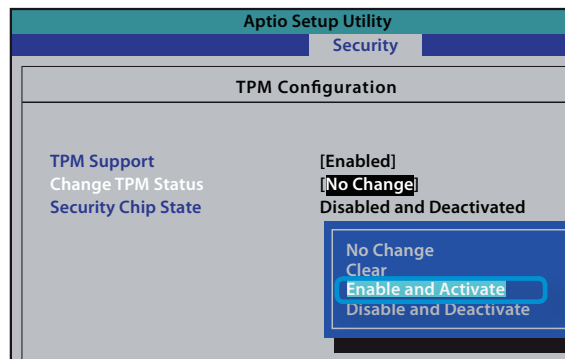 Aptio Setup Utility
Security
TPM Configuration
TPM Support [Enabled]
Change TPM Status [No Change]
Security Chip State Disabled and Deactivated
No Change
Clear
Enable and Activate
Disable and Deactivate